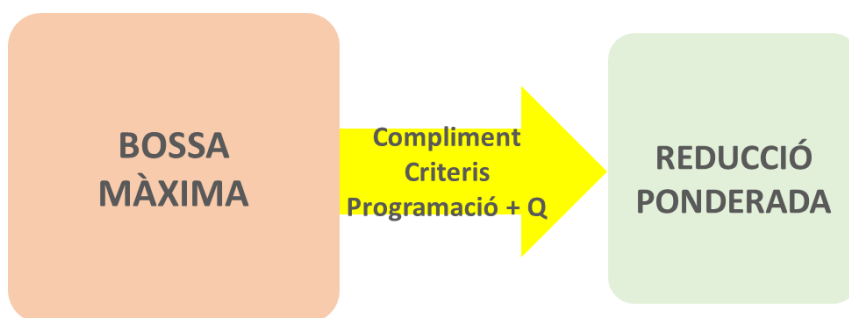 BOSSA
MÀXIMA
Compliment
Criteris
Programació + Q
REDUCCIÓ
PONDERADA